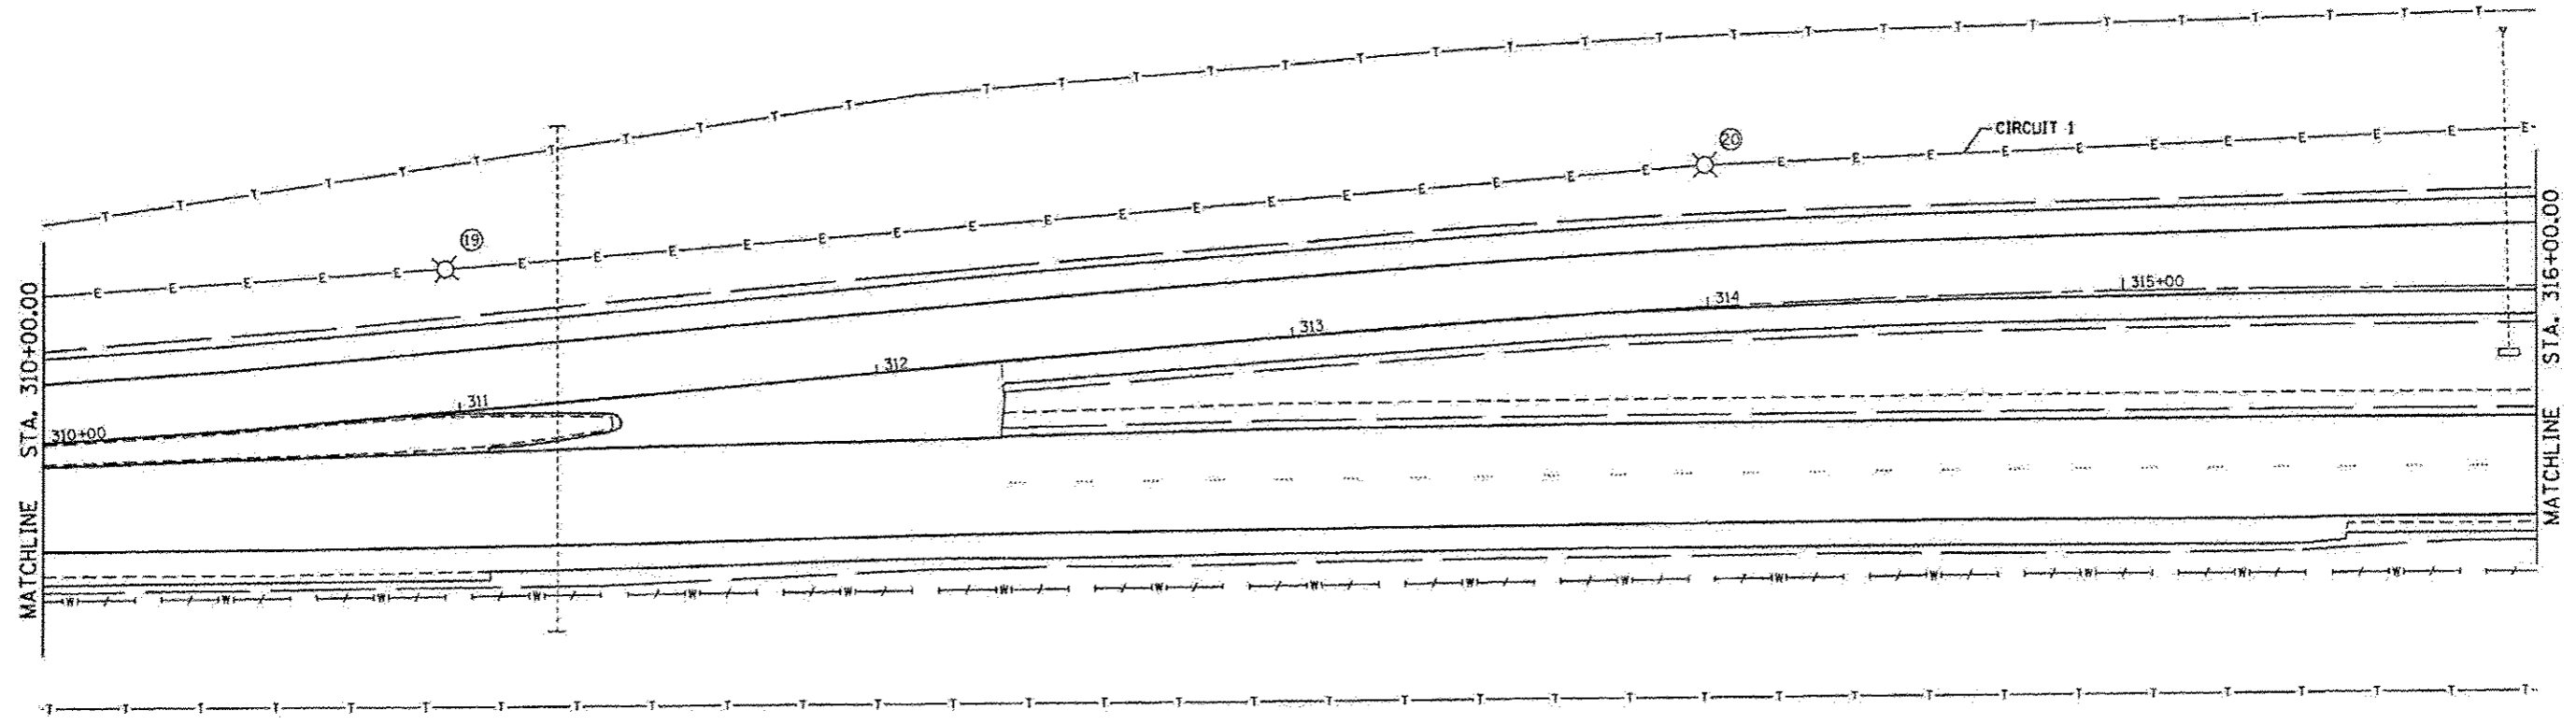 CIRCUIT 1
20
19
315+00
314
313
312
311
310+00
MATCHLINE STA. 310+00.00
MATCHLINE STA. 316+00.00